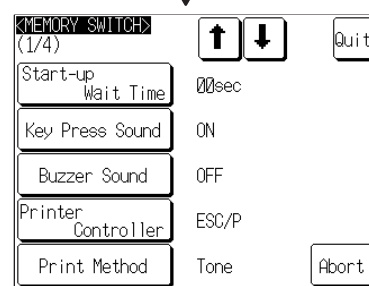 <MEMORY SWITCH>
(1/4)
Quit
Start-up
Wait Time
00sec
Key Press Sound
ON
Buzzer Sound
OFF
Printer
Controller
ESC/P
Print Method
Tone
Abort